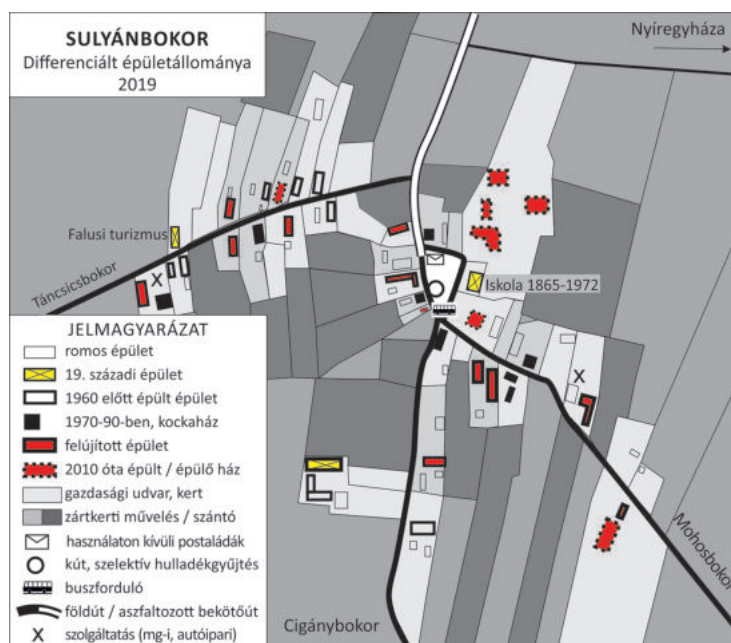 SULYÁNBOKOR
Differenciált épületállománya
2019
Nyíregyháza
Falusi turizmus
Táncsicsbokor
Iskola 1865-1972
X
X
JELMAGYARÁZAT
romos épület
19. századi épület
1960 előtt épült épület
1970-90-ben, kockaház
felújított épület
2010 óta épült / épülő ház
gazdasági udvar, kert
zártkerti művelés / szántó
használaton kívüli postaládák
kút, szelektív hulladékgyűjtés
buszforduló
földút / aszfaltozott bekötőút
X szolgáltatás (mg-i, autóipari)
Cigánybokor
Mohosbokor